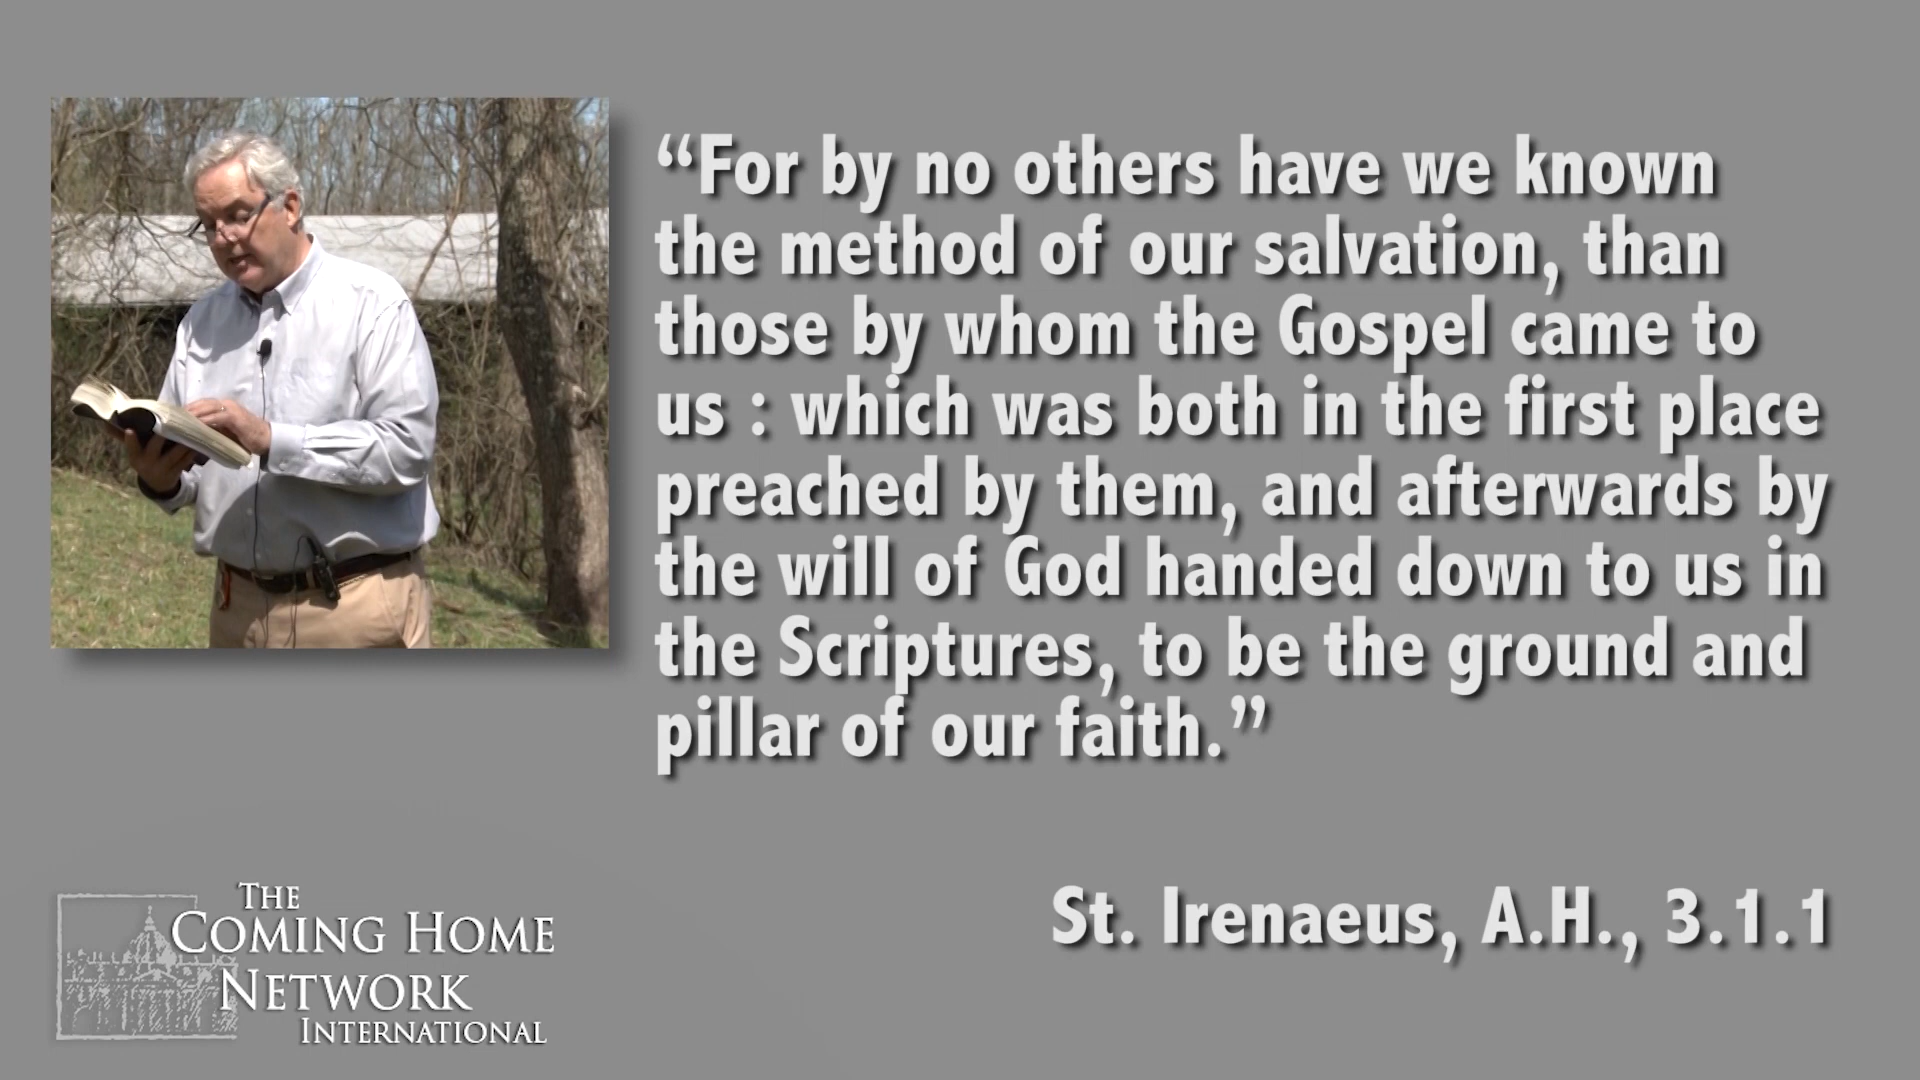 “For by no others have we known
the method of our salvation, than
those by whom the Gospel came to
us : which was both in the first place
preached by them, and afterwards by
the will of God handed down to us in
the Scriptures, to be the ground and
pillar of our faith.”
St. Irenaeus, A.H., 3.1.1
THE
COMING HOME
NETWORK
INTERNATIONAL